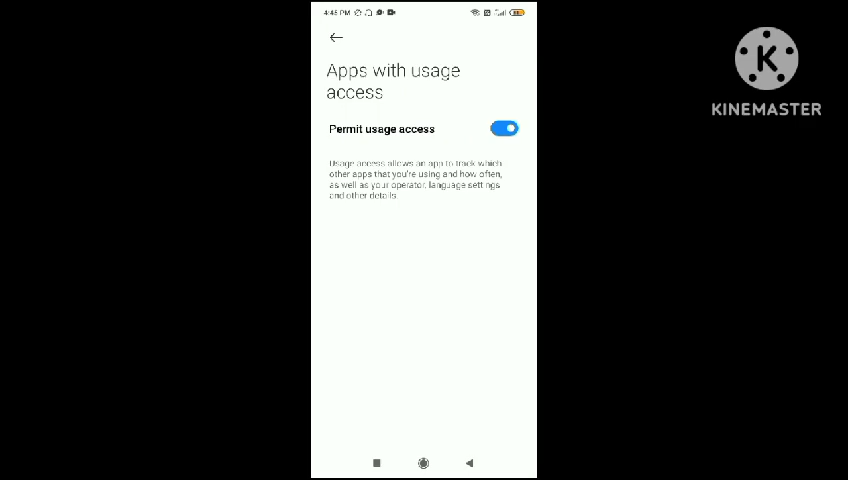 4:45 PM
Apps with usage
access
Permit usage access
Usage access allows an app to track which
other apps that you're using and how often,
as well as your operator, language settings
and other details.
K
KINEMASTER